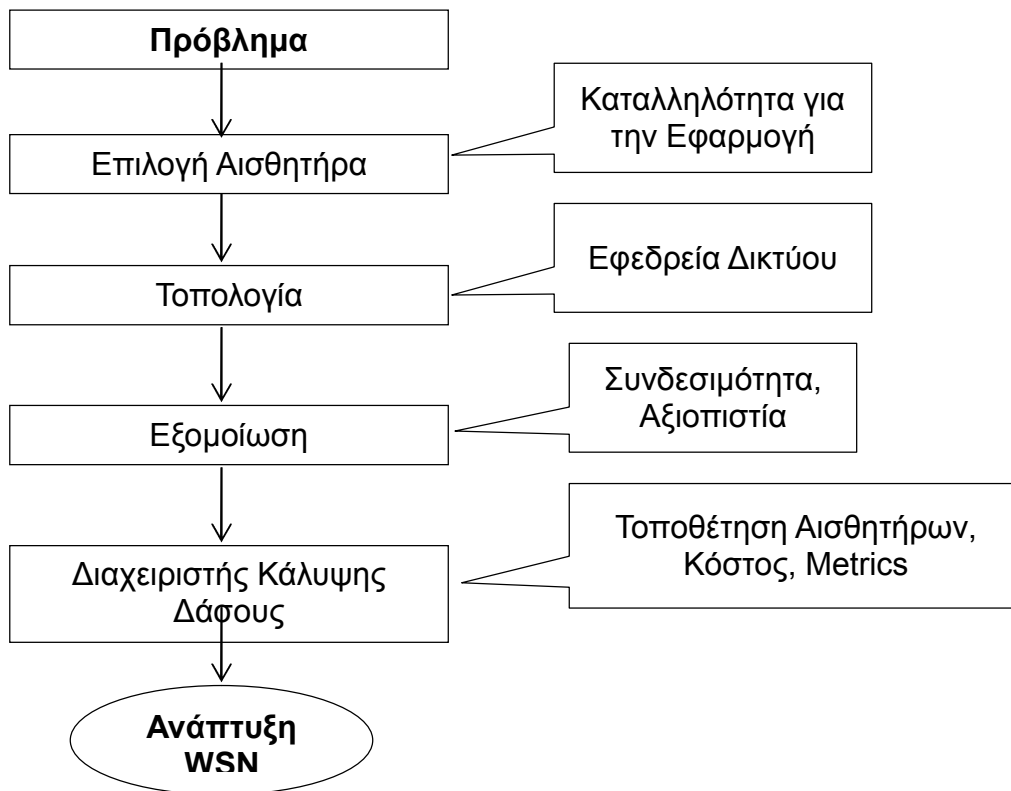 Πρόβλημα
Καταλληλότητα για
την Εφαρμογή
Επιλογή Αισθητήρα
Εφεδρεία Δικτύου
Τοπολογία
Συνδεσιμότητα,
Αξιοπιστία
Εξομοίωση
Τοποθέτηση Αισθητήρων,
Κόστος, Metrics
Διαχειριστής Κάλυψης
Δάσους
Ανάπτυξη
WSN